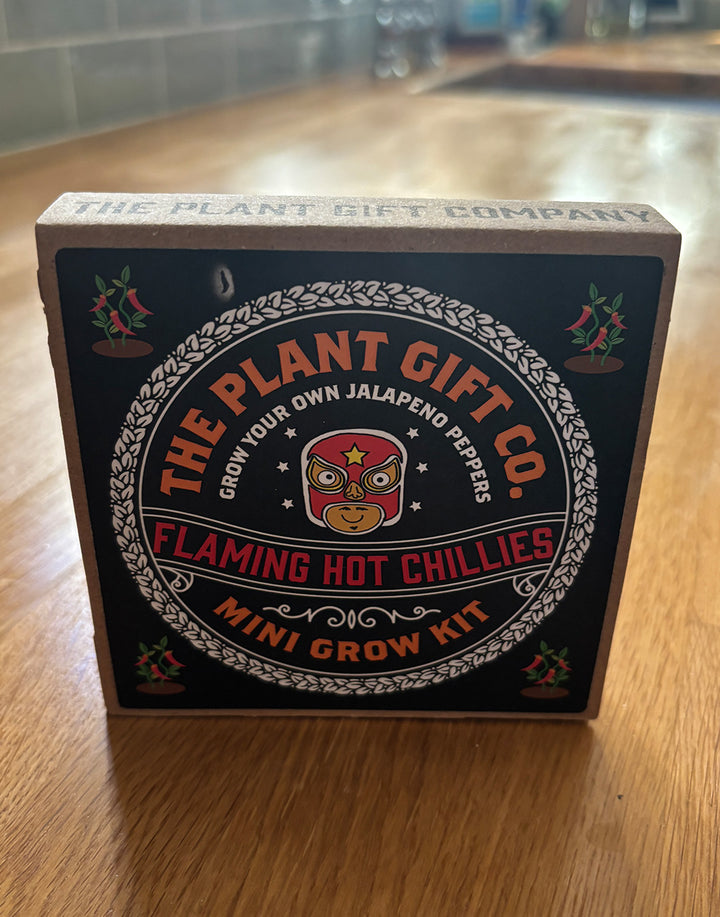 THE PLANT GIFT COMPANY
THE PLANT GIFT CO.
GROW YOUR OWN JALAPENO PEPPERS
FLAMING HOT CHILLIES
MINI GROW KIT